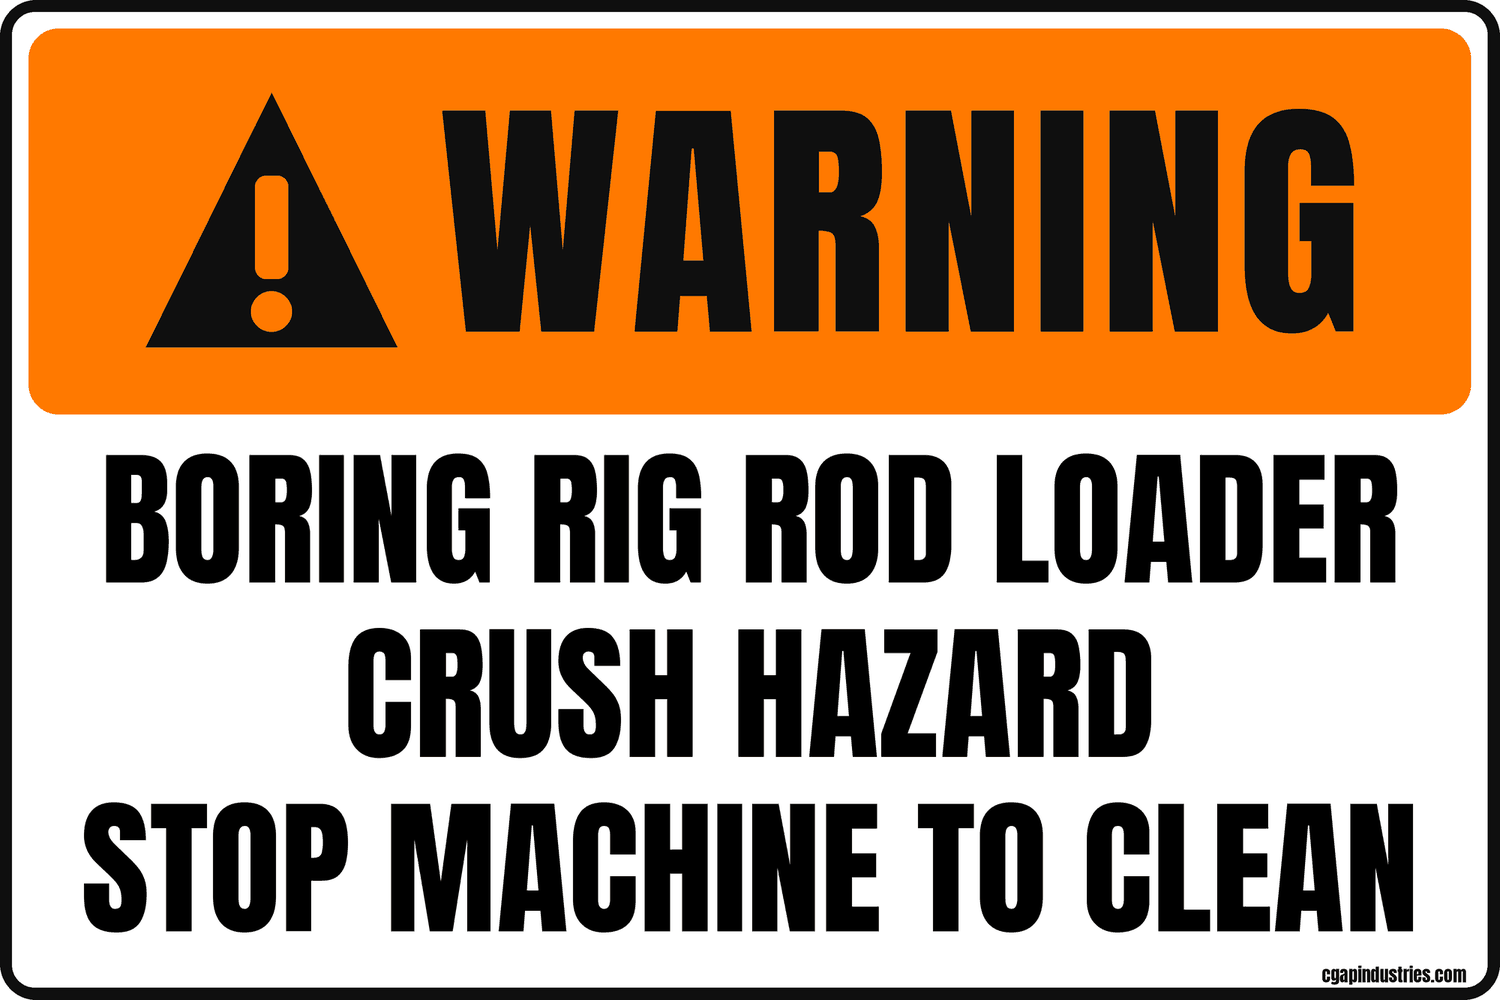 WARNING
BORING RIG ROD LOADER
CRUSH HAZARD
STOP MACHINE TO CLEAN
cgapindustries.com